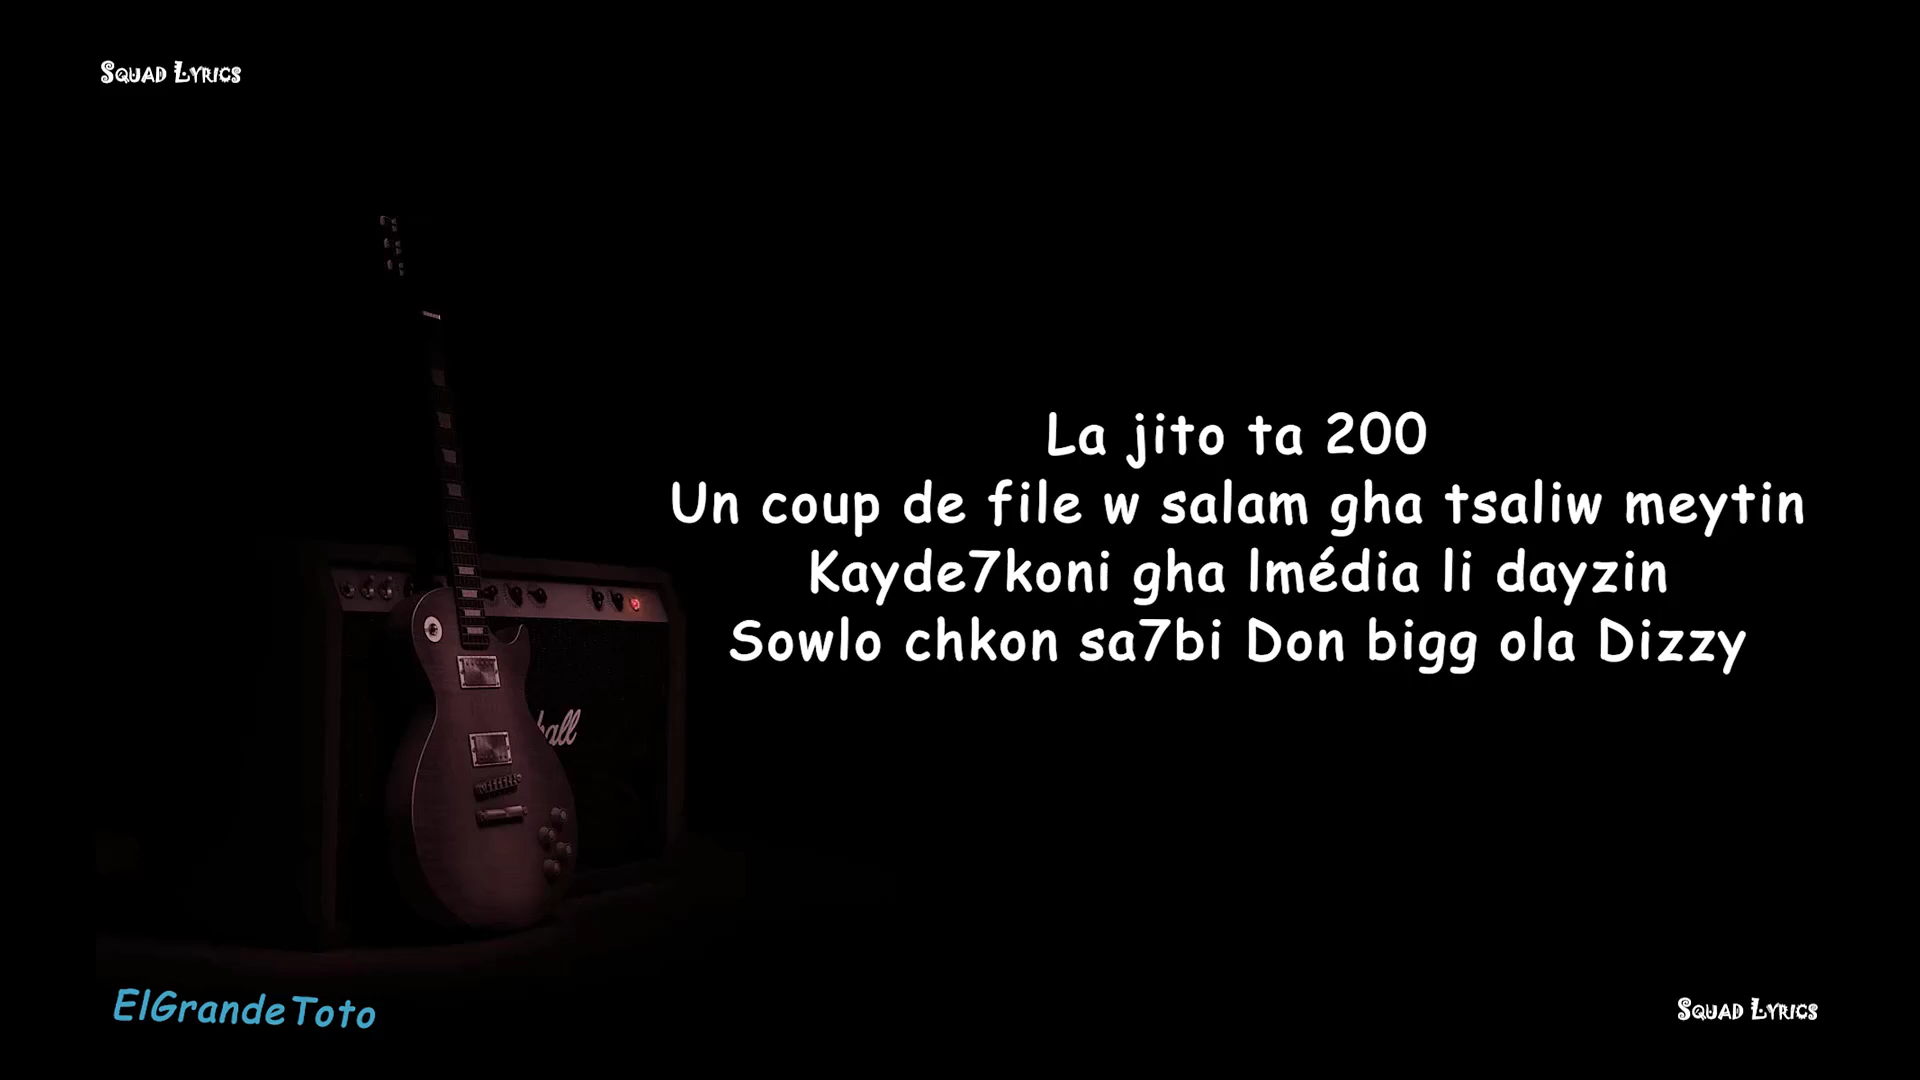 Squad Lyrics
La jito ta 200
Un coup de file w salam gha tsaliw meytin
Kayde7koni gha lmédia li dayzin
Sowlo chkon sa7bi Don bigg ola Dizzy
hall
ElGrandeToto
Squad Lyrics